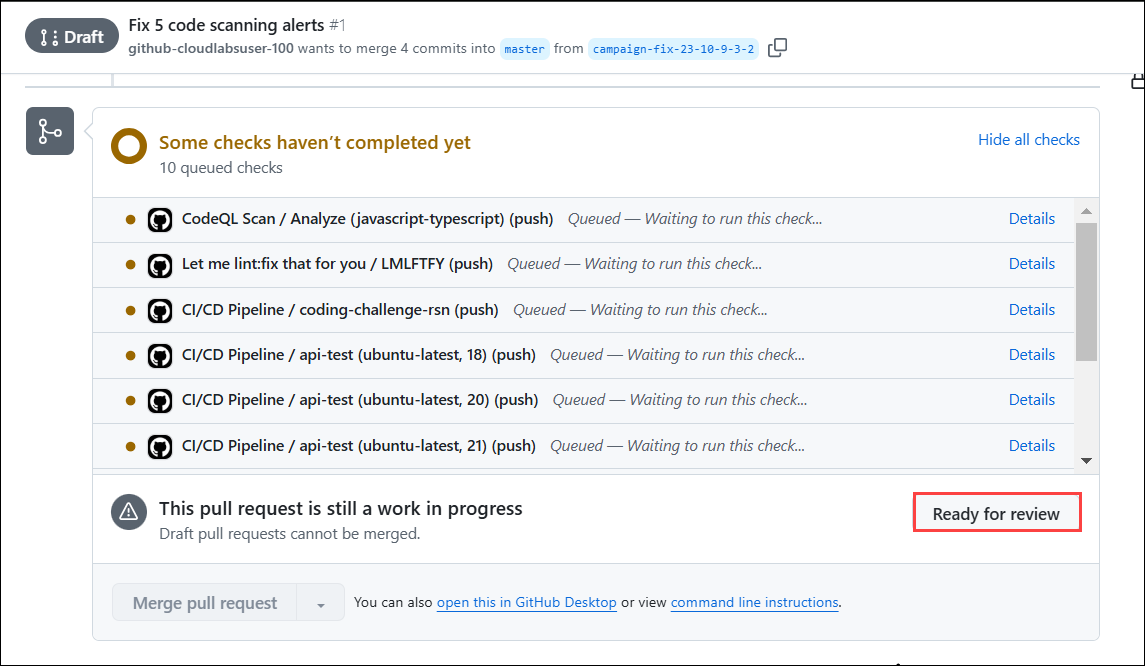 Draft
Fix 5 code scanning alerts #1
github-cloudlabsuser-100 wants to merge 4 commits into master from campaign-fix-23-10-9-3-2
Some checks haven’t completed yet
10 queued checks
Hide all checks
CodeQL Scan / Analyze (javascript-typescript) (push) Queued — Waiting to run this check... Details
Let me lint:fix that for you / LMLFTFY (push) Queued — Waiting to run this check... Details
CI/CD Pipeline / coding-challenge-rsn (push) Queued — Waiting to run this check... Details
CI/CD Pipeline / api-test (ubuntu-latest, 18) (push) Queued — Waiting to run this check... Details
CI/CD Pipeline / api-test (ubuntu-latest, 20) (push) Queued — Waiting to run this check... Details
CI/CD Pipeline / api-test (ubuntu-latest, 21) (push) Queued — Waiting to run this check... Details
This pull request is still a work in progress
Draft pull requests cannot be merged.
Ready for review
Merge pull request
You can also open this in GitHub Desktop or view command line instructions.